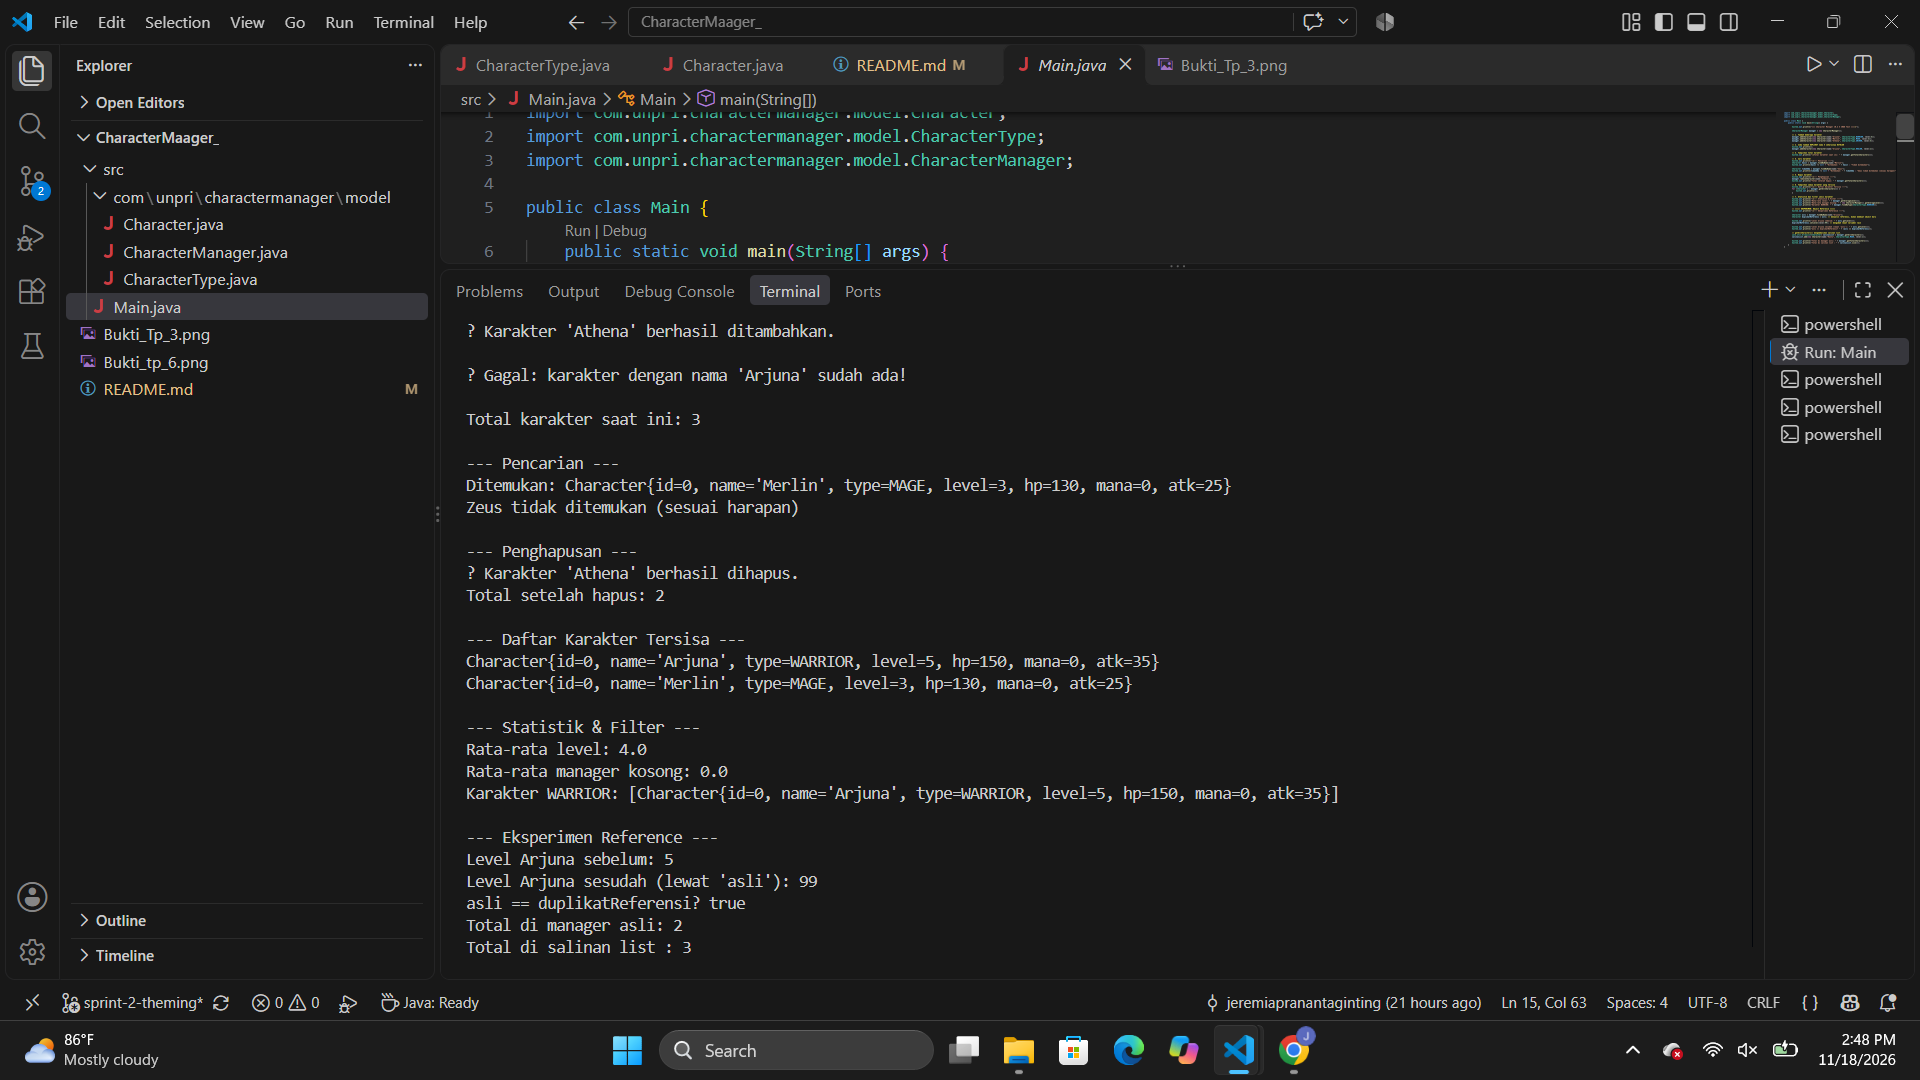 File Edit Selection View Go Run Terminal Help
CharacterMaager_
Explorer
Open Editors
CharacterMaager_
src
com\unpri\charactermanager\model
Character.java
CharacterManager.java
CharacterType.java
Main.java
Bukti_Tp_3.png
Bukti_tp_6.png
README.md M
Outline
Timeline
2
CharacterType.java Character.java README.md M Main.java Bukti_Tp_3.png
src > Main.java > Main > main(String[])
1 import com.unpri.charactermanager.model.Character;
2 import com.unpri.charactermanager.model.CharacterType;
3 import com.unpri.charactermanager.model.CharacterManager;
4
5 public class Main {
Run | Debug
6 public static void main(String[] args) {
Problems Output Debug Console Terminal Ports
? Karakter 'Athena' berhasil ditambahkan.
? Gagal: karakter dengan nama 'Arjuna' sudah ada!
Total karakter saat ini: 3
--- Pencarian ---
Ditemukan: Character{id=0, name='Merlin', type=MAGE, level=3, hp=130, mana=0, atk=25}
Zeus tidak ditemukan (sesuai harapan)
--- Penghapusan ---
? Karakter 'Athena' berhasil dihapus.
Total setelah hapus: 2
--- Daftar Karakter Tersisa ---
Character{id=0, name='Arjuna', type=WARRIOR, level=5, hp=150, mana=0, atk=35}
Character{id=0, name='Merlin', type=MAGE, level=3, hp=130, mana=0, atk=25}
--- Statistik & Filter ---
Rata-rata level: 4.0
Rata-rata manager kosong: 0.0
Karakter WARRIOR: [Character{id=0, name='Arjuna', type=WARRIOR, level=5, hp=150, mana=0, atk=35}]
--- Eksperimen Reference ---
Level Arjuna sebelum: 5
Level Arjuna sesudah (lewat 'asli'): 99
asli == duplikatReferensi? true
Total di manager asli: 2
Total di salinan list : 3
powershell
Run: Main
powershell
powershell
powershell
sprint-2-theming* 0 0 Java: Ready jeremiapranantaginting (21 hours ago) Ln 15, Col 63 Spaces: 4 UTF-8 CRLF { }
86°F
Mostly cloudy
Search
J
2:48 PM
11/18/2026